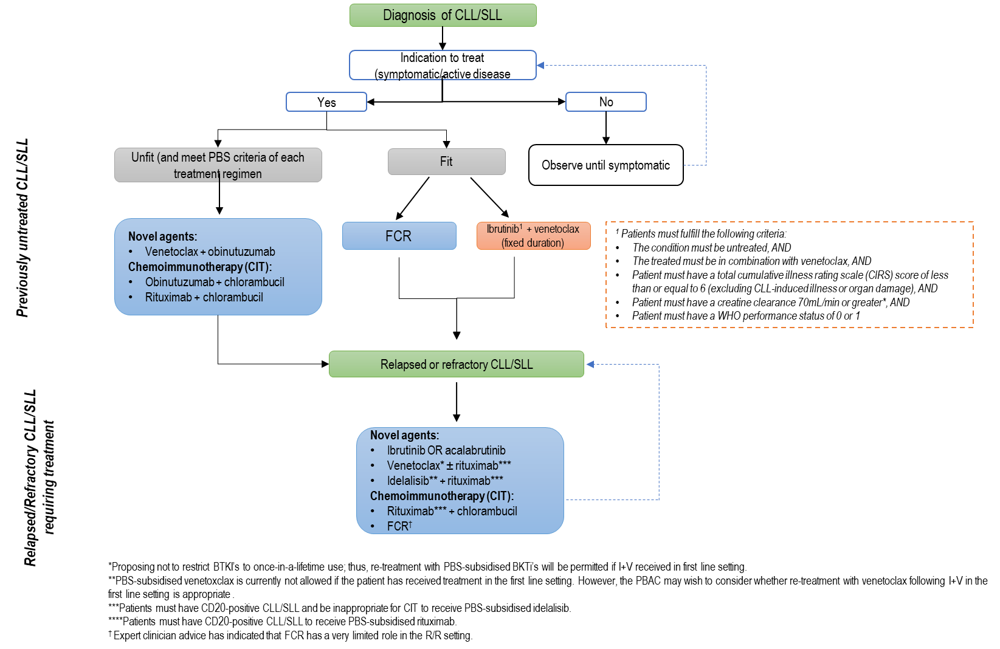 Diagnosis of CLL/SLL
Indication to treat
(symptomatic/active disease
Yes
No
Previously untreated CLL/SLL
Unfit (and meet PBS criteria of each
treatment regimen
Fit
Observe until symptomatic
Novel agents:
• Venetoclax + obinutuzumab
Chemoimmunotherapy (CIT):
• Obinutuzumab + chlorambucil
• Rituximab + chlorambucil
FCR
Ibrutinib¹ + venetoclax
(fixed duration)
¹ Patients must fulfill the following criteria:
• The condition must be untreated, AND
• The treated must be in combination with venetoclax, AND
• Patient must have a total cumulative illness rating scale (CIRS) score of less
than or equal to 6 (excluding CLL-induced illness or organ damage), AND
• Patient must have a creatine clearance 70mL/min or greater*, AND
• Patient must have a WHO performance status of 0 or 1
Relapsed or refractory CLL/SLL
Relapsed/Refractory CLL/SLL
requiring treatment
Novel agents:
• Ibrutinib OR acalabrutinib
• Venetoclax* ± rituximab***
• Idelalisib** + rituximab***
Chemoimmunotherapy (CIT):
• Rituximab*** + chlorambucil
• FCR†
*Proposing not to restrict BTKI's to once-in-a-lifetime use; thus, re-treatment with PBS-subsidised BKTi's will be permitted if I+V received in first line setting.
**PBS-subsidised venetoxclax is currently not allowed if the patient has received treatment in the first line setting. However, the PBAC may wish to consider whether re-treatment with venetoclax following I+V in the
first line setting is appropriate .
***Patients must have CD20-positive CLL/SLL and be inappropriate for CIT to receive PBS-subsidised idelalisib.
****Patients must have CD20-positive CLL/SLL to receive PBS-subsidised rituximab.
† Expert clinician advice has indicated that FCR has a very limited role in the R/R setting.